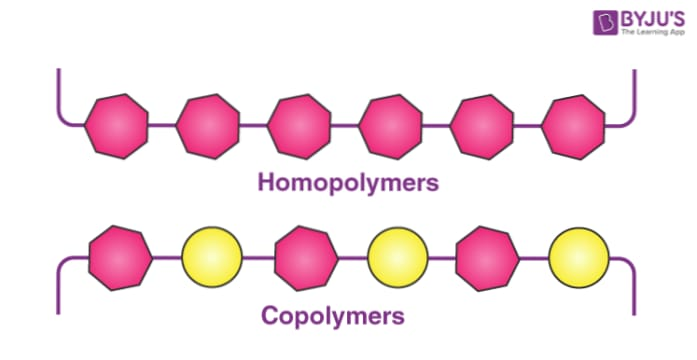 BYJU'S
The Learning App
Homopolymers
Copolymers